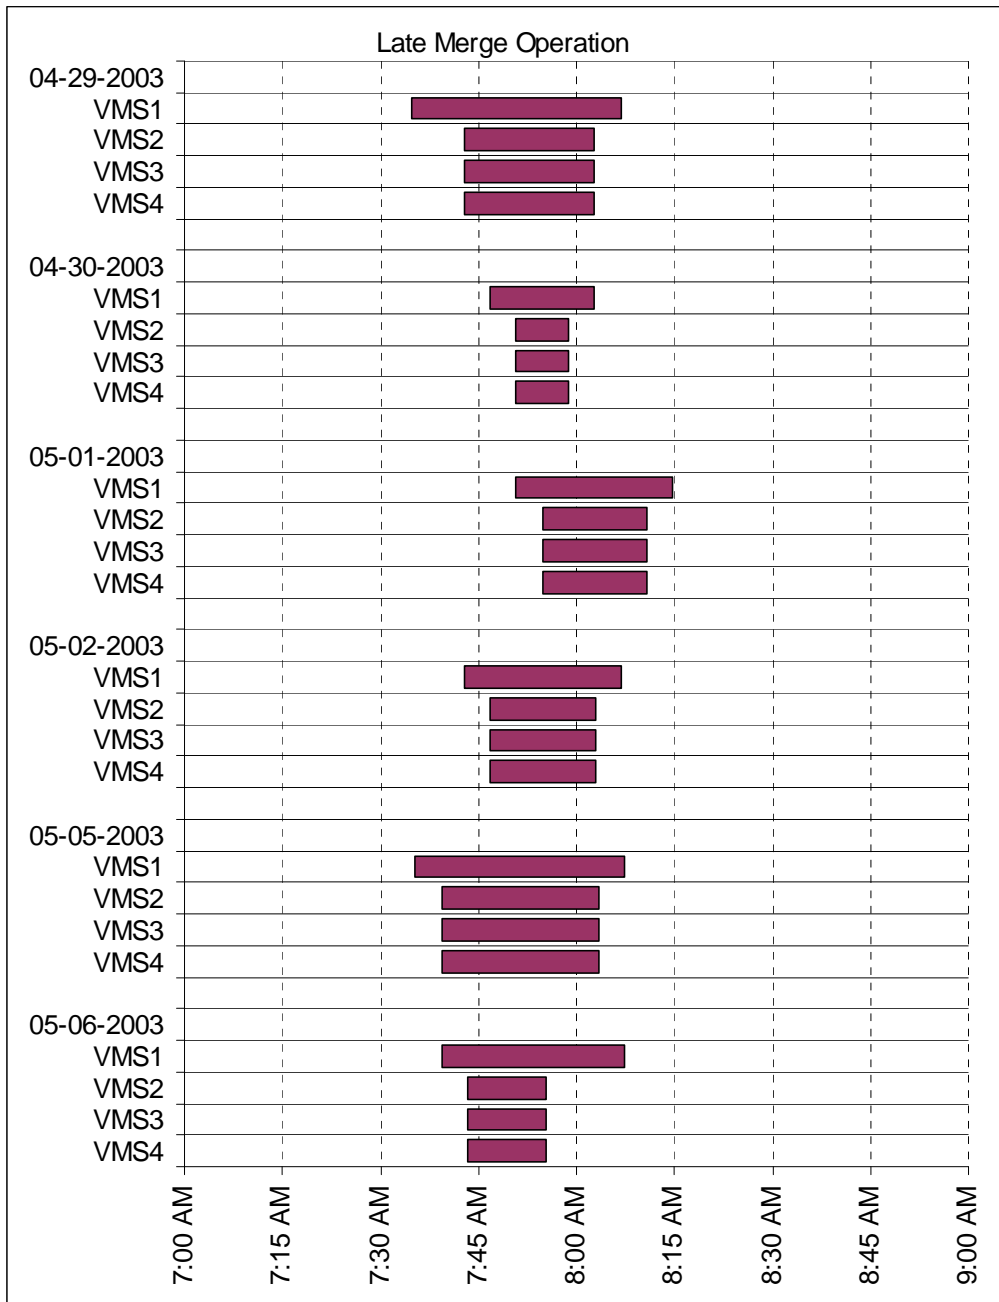 Late Merge Operation
04-29-2003
VMS1
VMS2
VMS3
VMS4
04-30-2003
VMS1
VMS2
VMS3
VMS4
05-01-2003
VMS1
VMS2
VMS3
VMS4
05-02-2003
VMS1
VMS2
VMS3
VMS4
05-05-2003
VMS1
VMS2
VMS3
VMS4
05-06-2003
VMS1
VMS2
VMS3
VMS4
7:00 AM
7:15 AM
7:30 AM
7:45 AM
8:00 AM
8:15 AM
8:30 AM
8:45 AM
9:00 AM